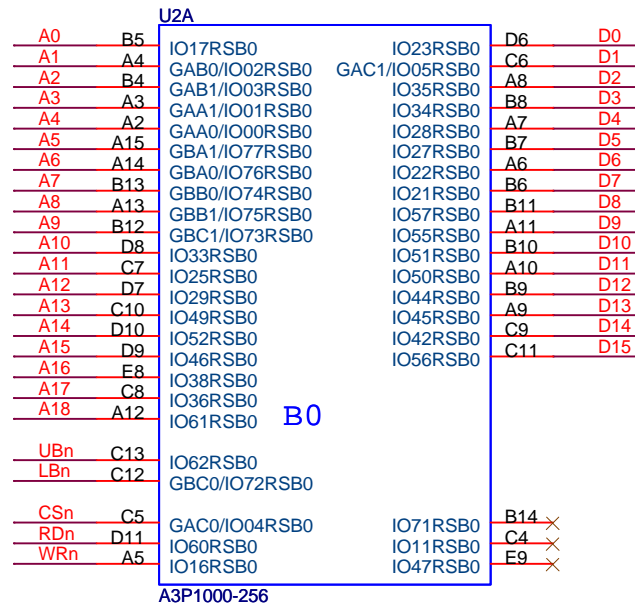 U2A
A0 B5 IO17RSB0 IO23RSB0 D6 D0
A1 A4 GAB0/IO02RSB0 GAC1/IO05RSB0 C6 D1
A2 B4 GAB1/IO03RSB0 IO35RSB0 A8 D2
A3 A3 GAA1/IO01RSB0 IO34RSB0 B8 D3
A4 A2 GAA0/IO00RSB0 IO28RSB0 A7 D4
A5 A15 GBA1/IO77RSB0 IO27RSB0 B7 D5
A6 A14 GBA0/IO76RSB0 IO22RSB0 A6 D6
A7 B13 GBB0/IO74RSB0 IO21RSB0 B6 D7
A8 A13 GBB1/IO75RSB0 IO57RSB0 B11 D8
A9 B12 GBC1/IO73RSB0 IO55RSB0 A11 D9
A10 D8 IO33RSB0 IO51RSB0 B10 D10
A11 C7 IO25RSB0 IO50RSB0 A10 D11
A12 D7 IO29RSB0 IO44RSB0 B9 D12
A13 C10 IO49RSB0 IO45RSB0 A9 D13
A14 D10 IO52RSB0 IO42RSB0 C9 D14
A15 D9 IO46RSB0 IO56RSB0 C11 D15
A16 E8 IO38RSB0
A17 C8 IO36RSB0
A18 A12 IO61RSB0
B0
UBn C13 IO62RSB0
LBn C12 GBC0/IO72RSB0
CSn C5 GAC0/IO04RSB0 IO71RSB0 B14
RDn D11 IO60RSB0 IO11RSB0 C4
WRn A5 IO16RSB0 IO47RSB0 E9
A3P1000-256